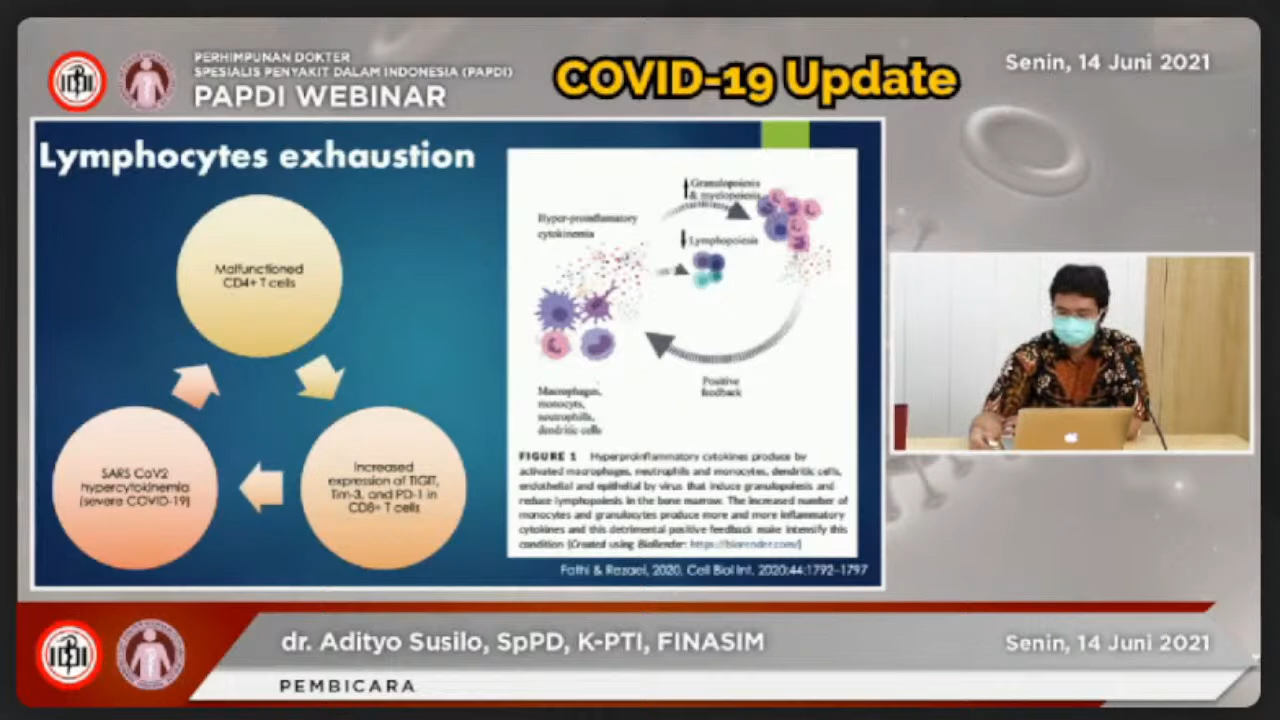 PERHIMPUNAN DOKTER
SPESIALIS PENYAKIT DALAM INDONESIA (PAPDI)
PAPDI WEBINAR
COVID-19 Update
Senin, 14 Juni 2021
Lymphocytes exhaustion
Malfunctioned
CD4+ T cells
Increased
expression of TIGIT,
Tim-3, and PD-1 in
CD8+ T cells
SARS CoV2
hypercytokinemia
(severe COVID-19)
Granulopoiesis
& myelopoiesis
Hyper-proinflamatory
cytokinemia
Lymphopoiesis
Positive
feedback
Macrophages,
monocyts,
neutrophills,
dendritic cells
FIGURE 1 Hyperproinflammatory cytokines produce by
activated macrophages, neutrophils and monocytes, dendritic cells,
endothelial and epithelial by virus that induce granulopoiesis and
reduce lymphopoiesis in the bone marrow. The increased number of
monocytes and granulocytes produce more and more inflammatory
cytokines and this detrimental positive feedback make intensify this
condition [Created using BioRender: https://biorender.com/]
Fathi & Rezaei, 2020. Cell Biol Int. 2020;44:1792–1797
dr. Adityo Susilo, SpPD, K-PTI, FINASIM
Senin, 14 Juni 2021
PEMBICARA